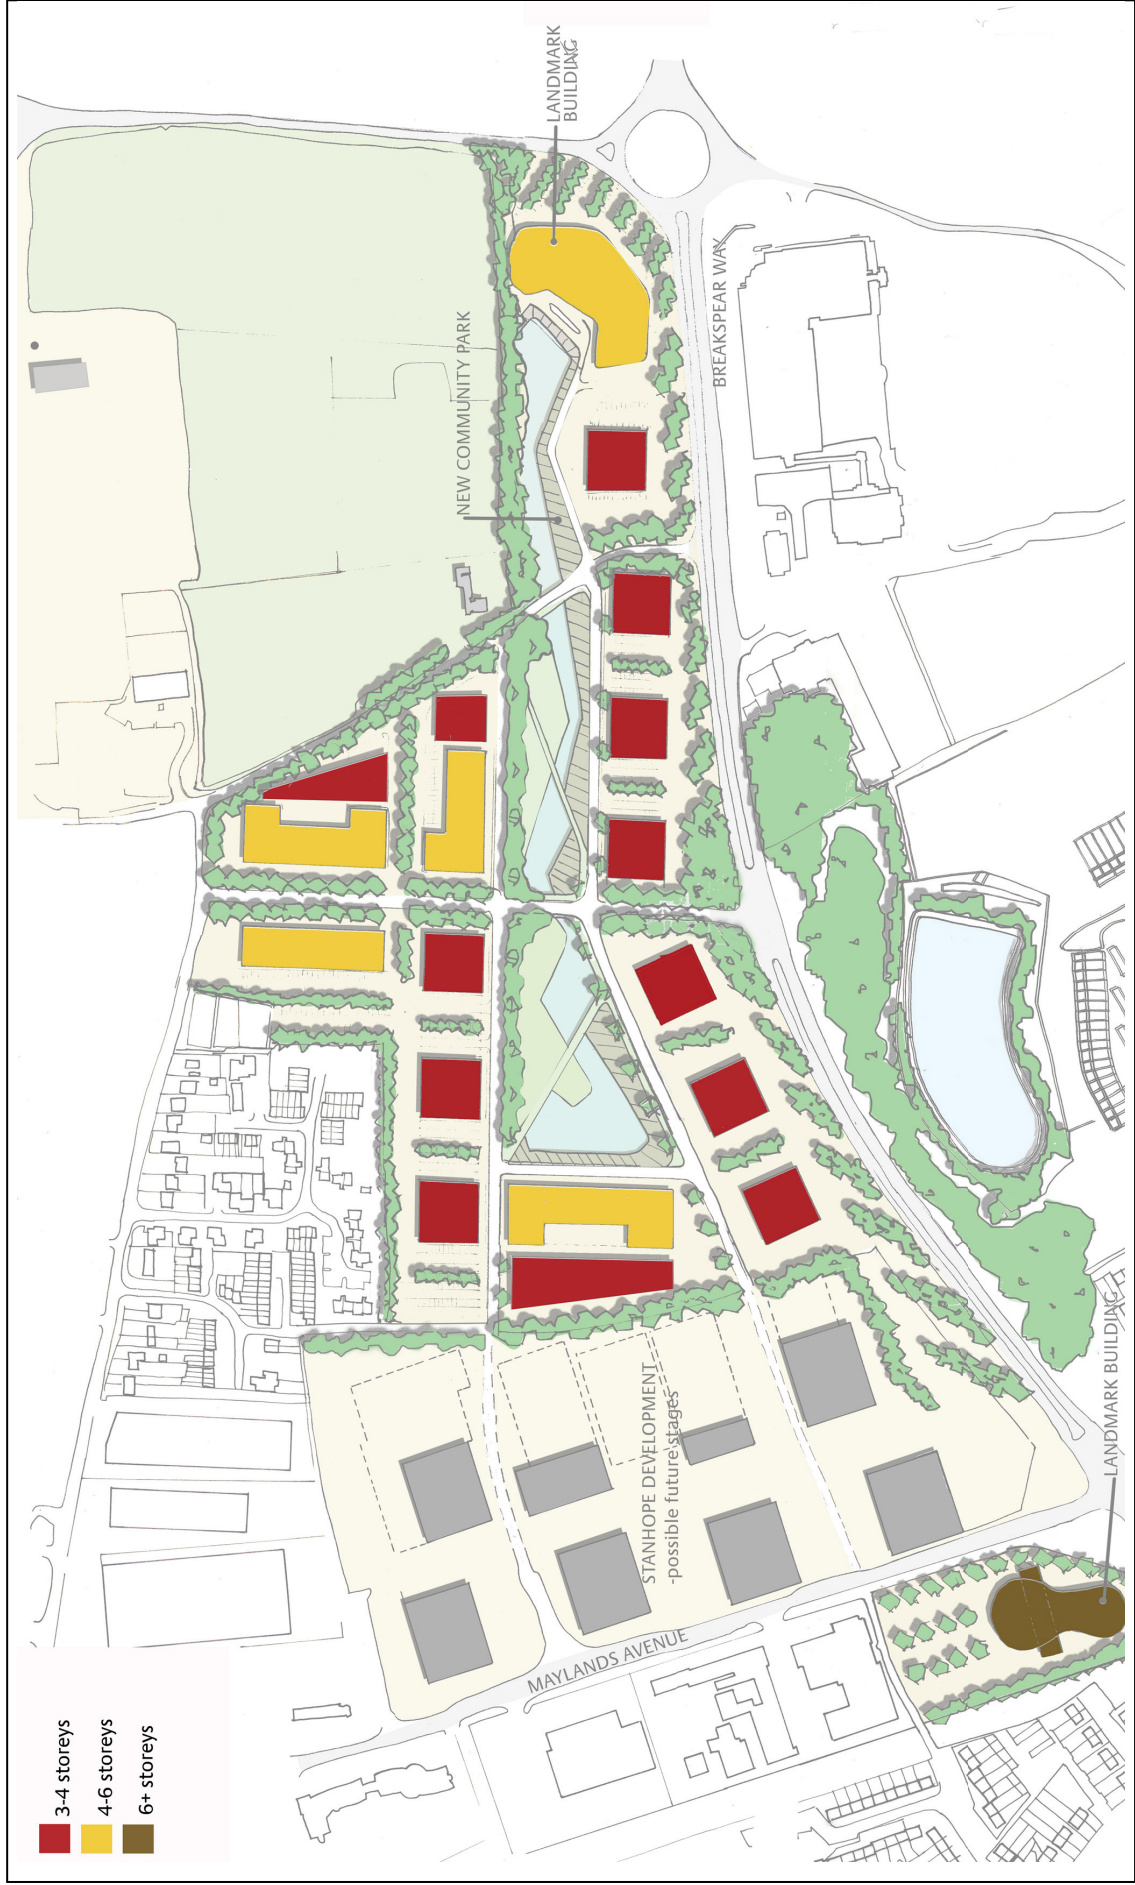 LANDMARK
BUILDING
NEW COMMUNITY PARK
BREAKSPEAR WAY
STANHOPE DEVELOPMENT
-possible future stages
MAYLANDS AVENUE
LANDMARK BUILDING
3-4 storeys
4-6 storeys
6+ storeys